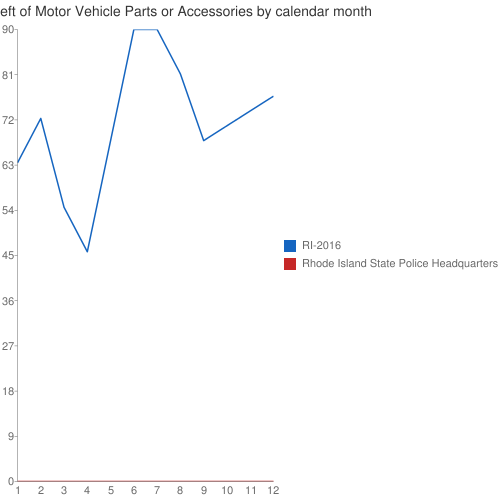 eft of Motor Vehicle Parts or Accessories by calendar month
90
81
72
63
54
45
36
27
18
9
0
1 2 3 4 5 6 7 8 9 10 11 12
RI-2016
Rhode Island State Police Headquarters